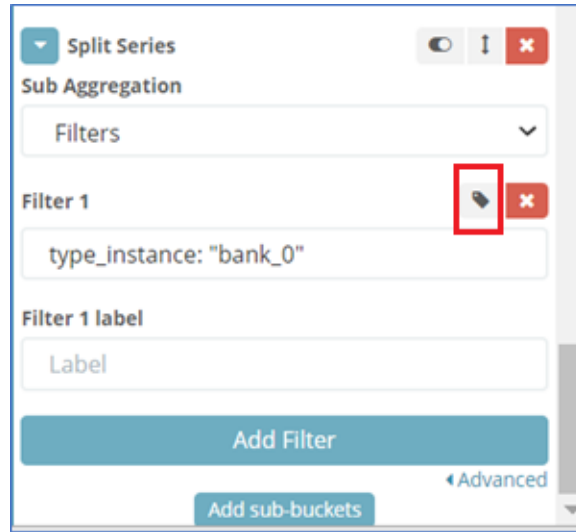 Split Series
Sub Aggregation
Filters
Filter 1
type_instance: "bank_0"
Filter 1 label
Label
Add Filter
Advanced
Add sub-buckets